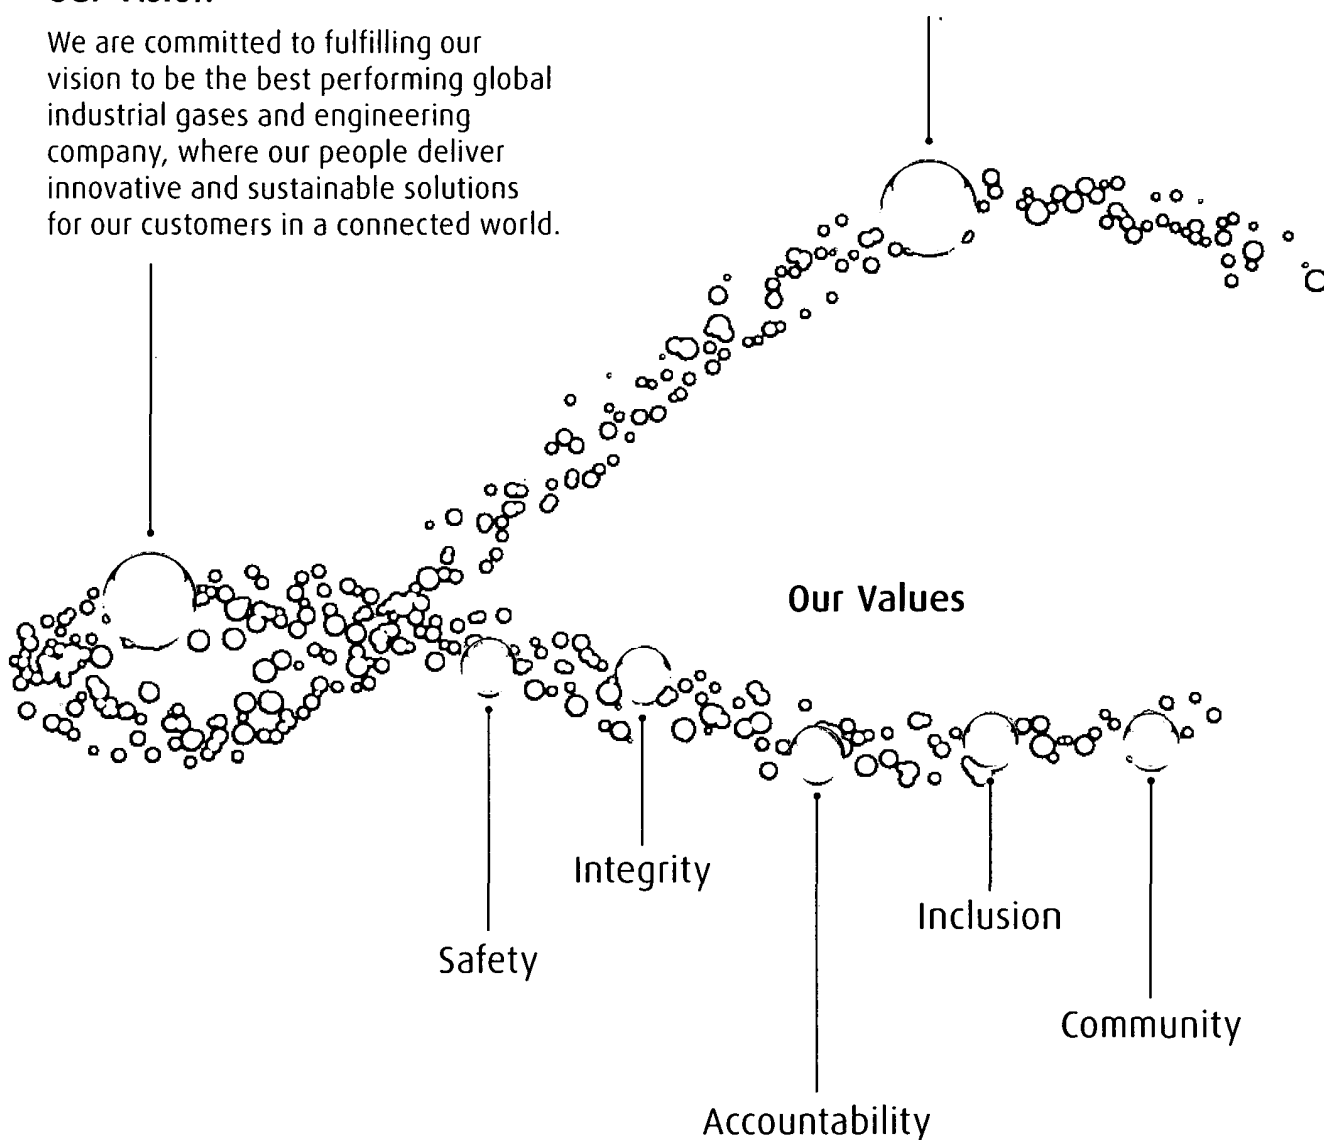 Our Vision
We are committed to fulfilling our
vision to be the best performing global
industrial gases and engineering
company, where our people deliver
innovative and sustainable solutions
for our customers in a connected world.
Our Values
Integrity
Inclusion
Safety
Community
Accountability